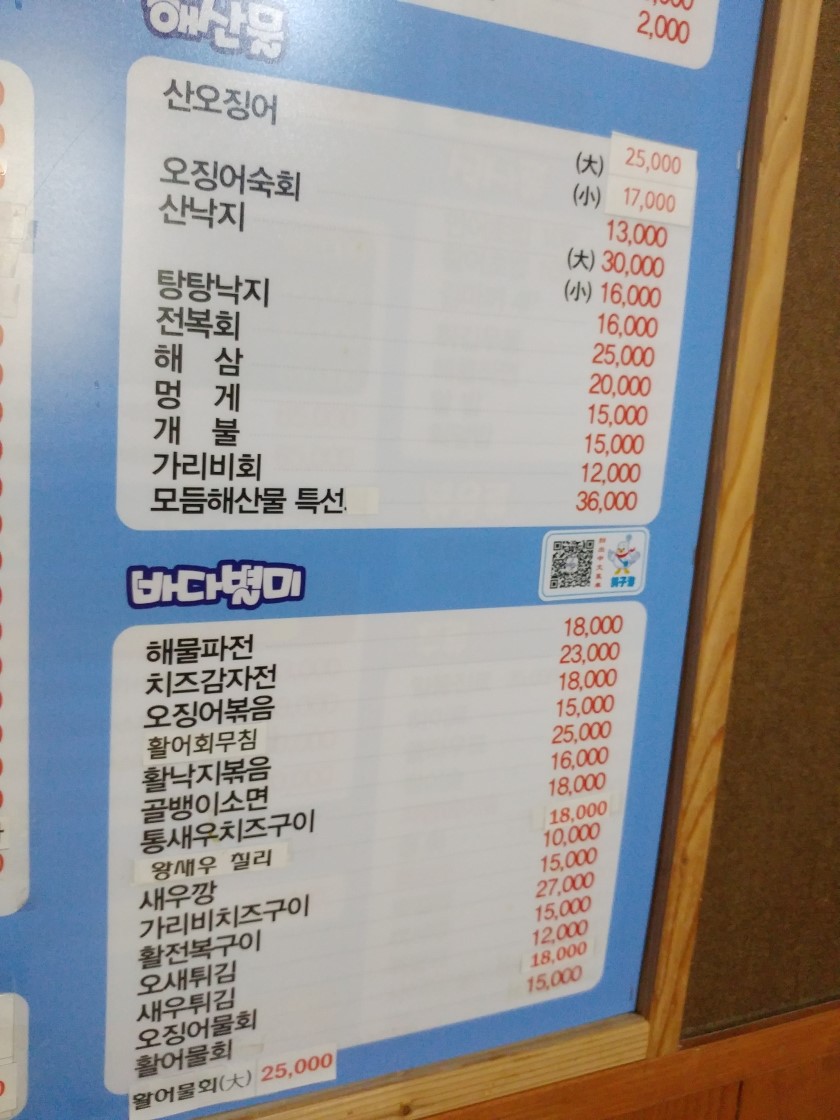 2,000
해산물
산오징어 (大) 25,000
(小) 17,000
오징어숙회 13,000
산낙지 (大) 30,000
(小) 16,000
탕탕낙지 16,000
전복회 25,000
해 삼 20,000
멍 게 15,000
개 불 15,000
가리비회 12,000
모듬해산물 특선 36,000
바다별미
해물파전 18,000
치즈감자전 23,000
오징어볶음 18,000
활어회무침 15,000
활낙지볶음 25,000
골뱅이소면 16,000
통새우치즈구이 18,000
왕새우 칠리 18,000
새우깡 10,000
가리비치즈구이 15,000
활전복구이 27,000
오새튀김 15,000
새우튀김 12,000
오징어물회 18,000
활어물회 15,000
활어물회(大) 25,000